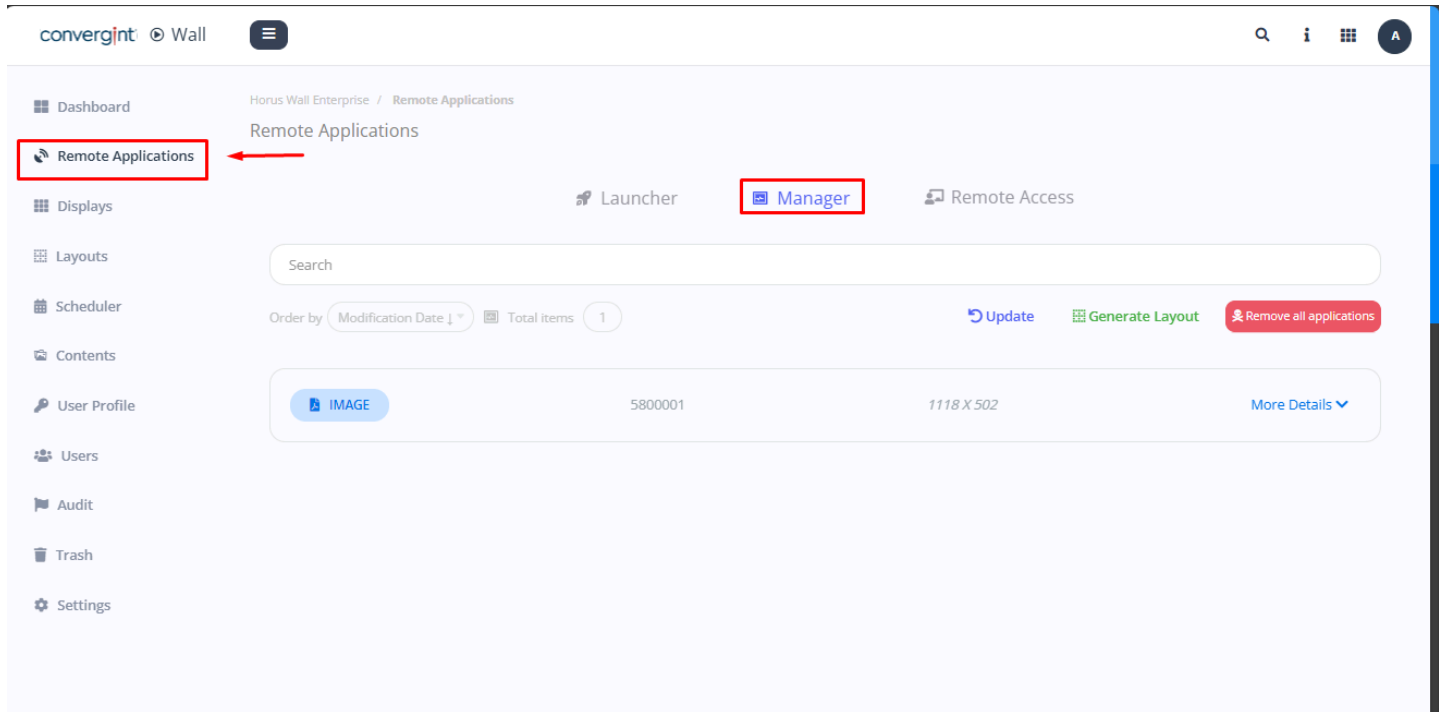 convergint Wall
A
Dashboard
Remote Applications
Displays
Layouts
Scheduler
Contents
User Profile
Users
Audit
Trash
Settings
Horus Wall Enterprise / Remote Applications
Remote Applications
Launcher Manager Remote Access
Search
Order by Modification Date ↓ Total items 1 Update Generate Layout Remove all applications
IMAGE 5800001 1118 X 502 More Details